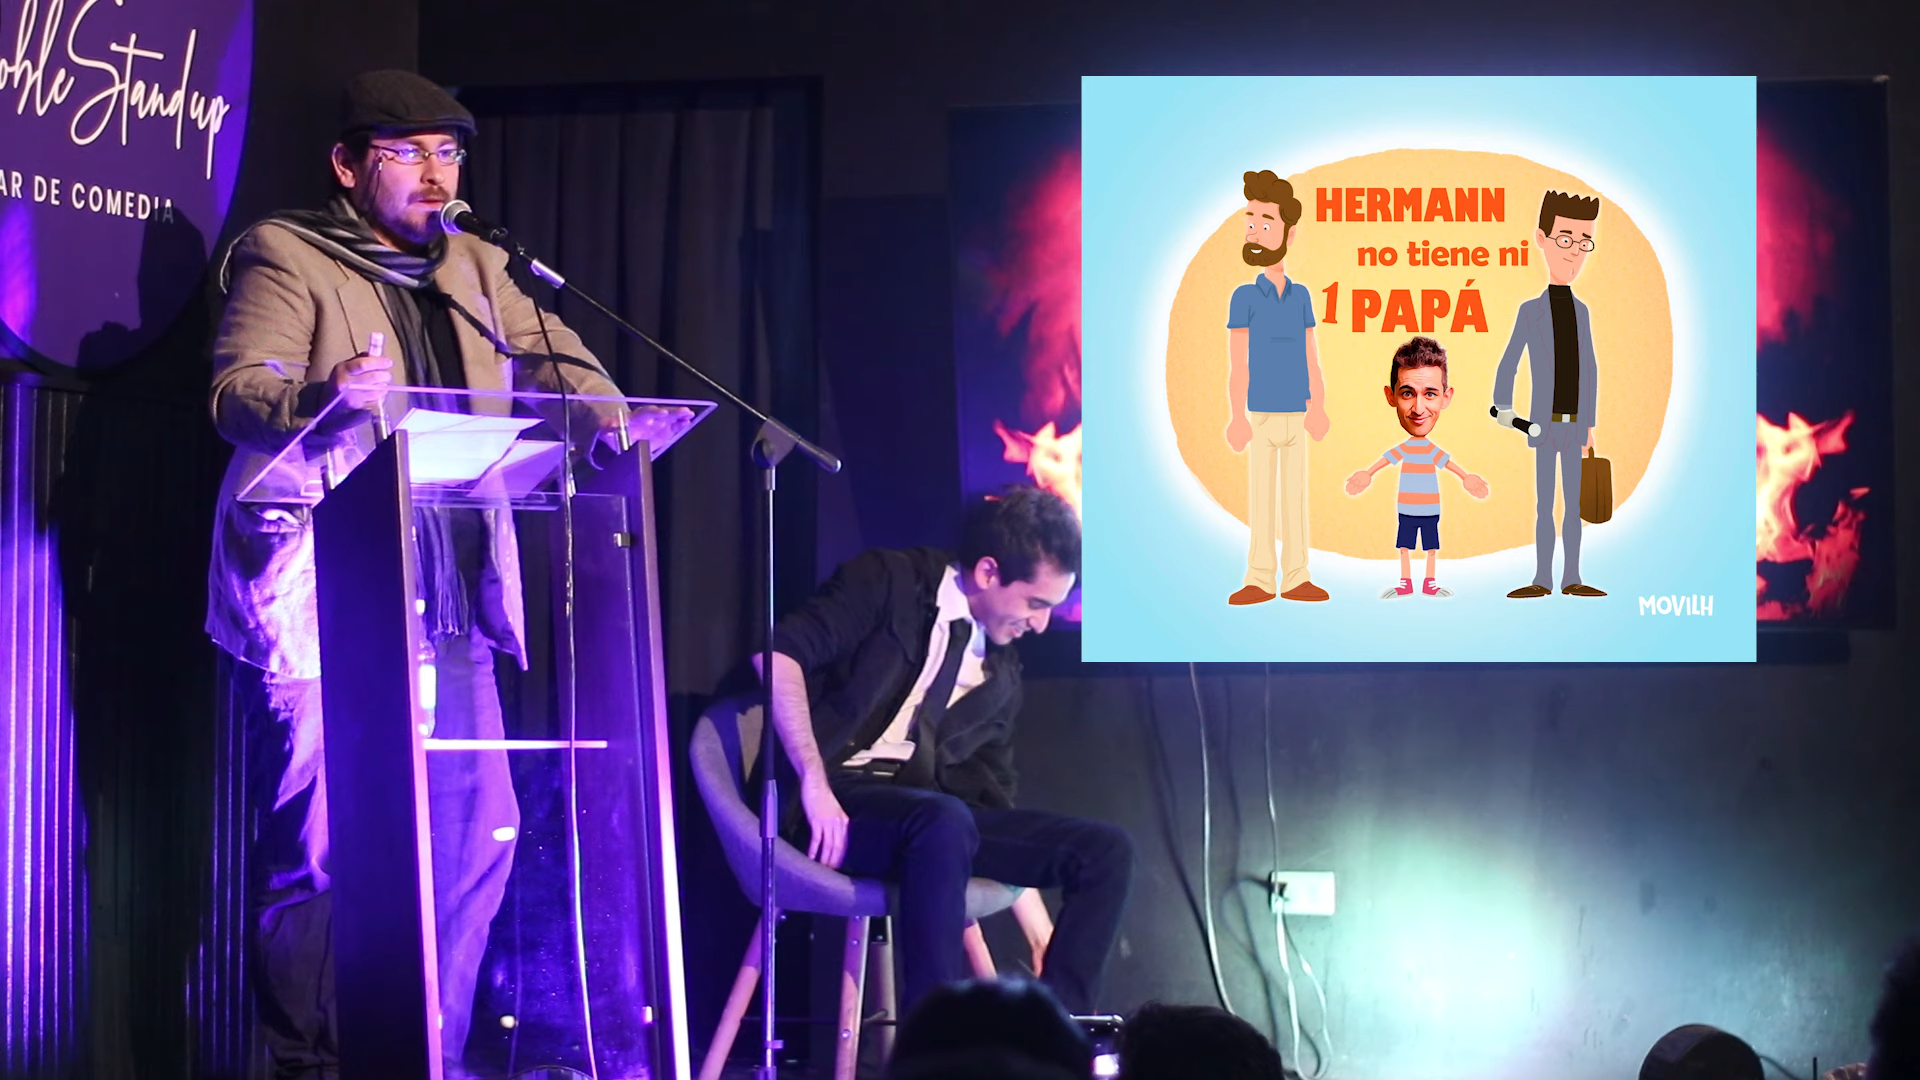 Standup
AR DE COMEDIA
HERMANN
no tiene ni
1 PAPÁ
MOVILH